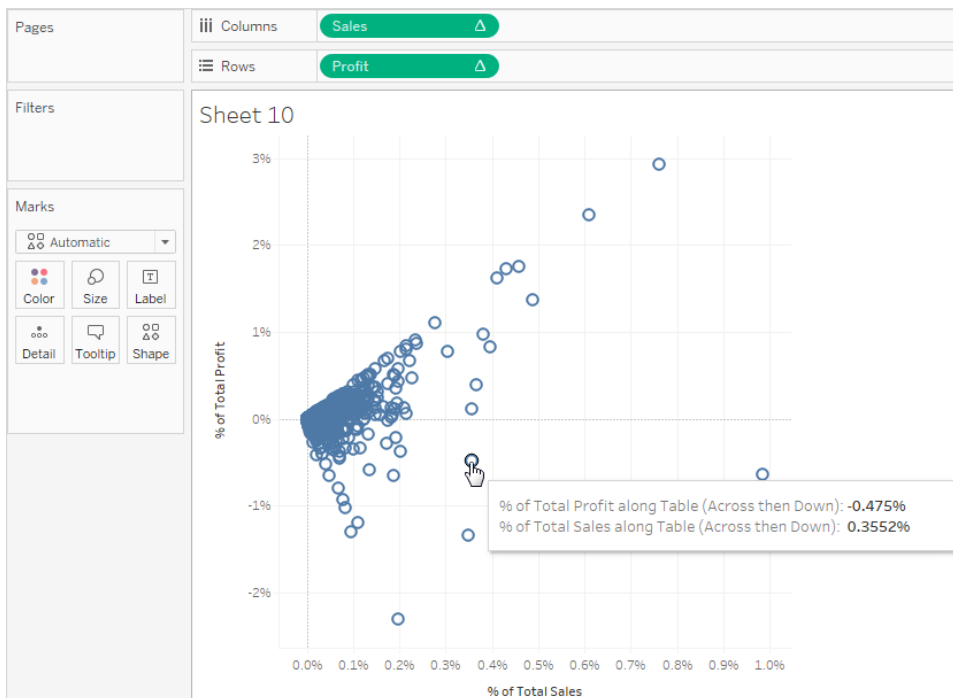 Pages
Columns
Sales Δ
Rows
Profit Δ
Filters
Sheet 10
Marks
Automatic
Color
Size
Label
Detail
Tooltip
Shape
T
% of Total Profit
3%
2%
1%
0%
-1%
-2%
% of Total Profit along Table (Across then Down): -0.475%
% of Total Sales along Table (Across then Down): 0.3552%
0.0% 0.1% 0.2% 0.3% 0.4% 0.5% 0.6% 0.7% 0.8% 0.9% 1.0%
% of Total Sales